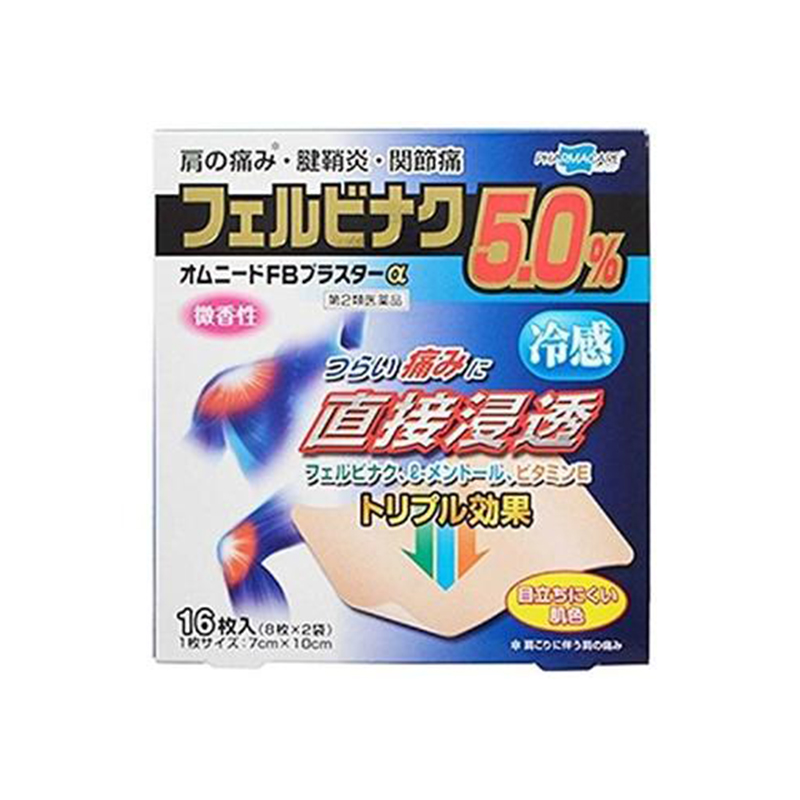 肩の痛み※・腱鞘炎・関節痛
PHARMACARE
フェルビナク5.0%
オムニードFBプラスターα
第2類医薬品
微香性
冷感
つらい痛みに
直接浸透
フェルビナク、ℓ-メントール、ビタミンE
トリプル効果
目立ちにくい
肌色
16枚入(8枚×2袋)
1枚サイズ:7cm×10cm
※ 肩こりに伴う肩の痛み